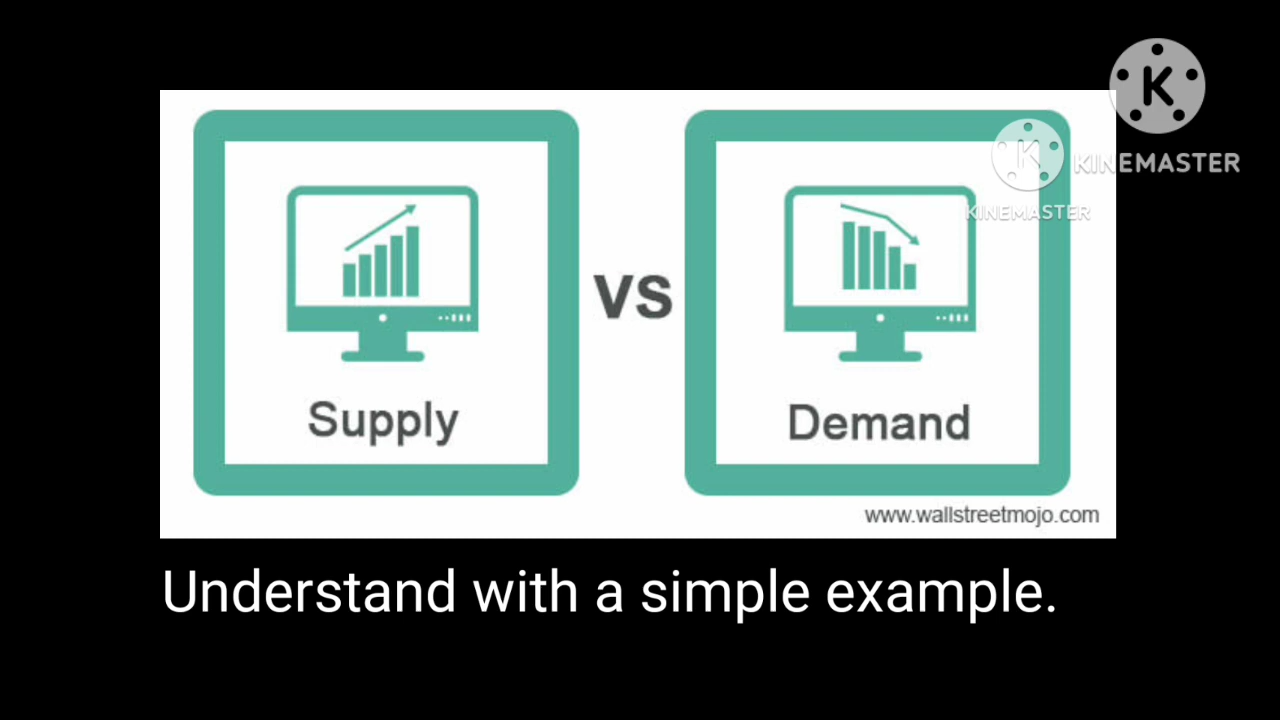 K
KINEMASTER
K
KINEMASTER
VS
Supply
Demand
www.wallstreetmojo.com
Understand with a simple example.